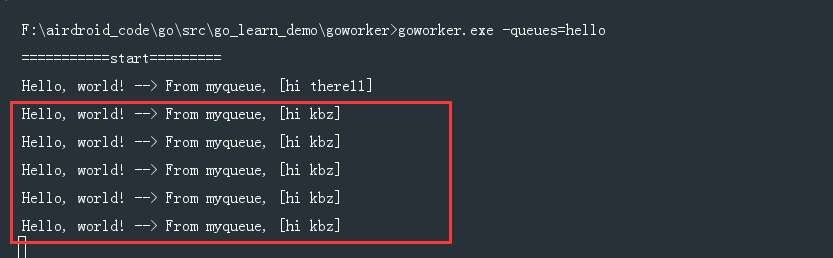 F:\airdroid_code\go\src\go_learn_demo\goworker>goworker.exe -queues=hello
===========start=========
Hello, world! --> From myqueue, [hi there11]
Hello, world! --> From myqueue, [hi kbz]
Hello, world! --> From myqueue, [hi kbz]
Hello, world! --> From myqueue, [hi kbz]
Hello, world! --> From myqueue, [hi kbz]
Hello, world! --> From myqueue, [hi kbz]